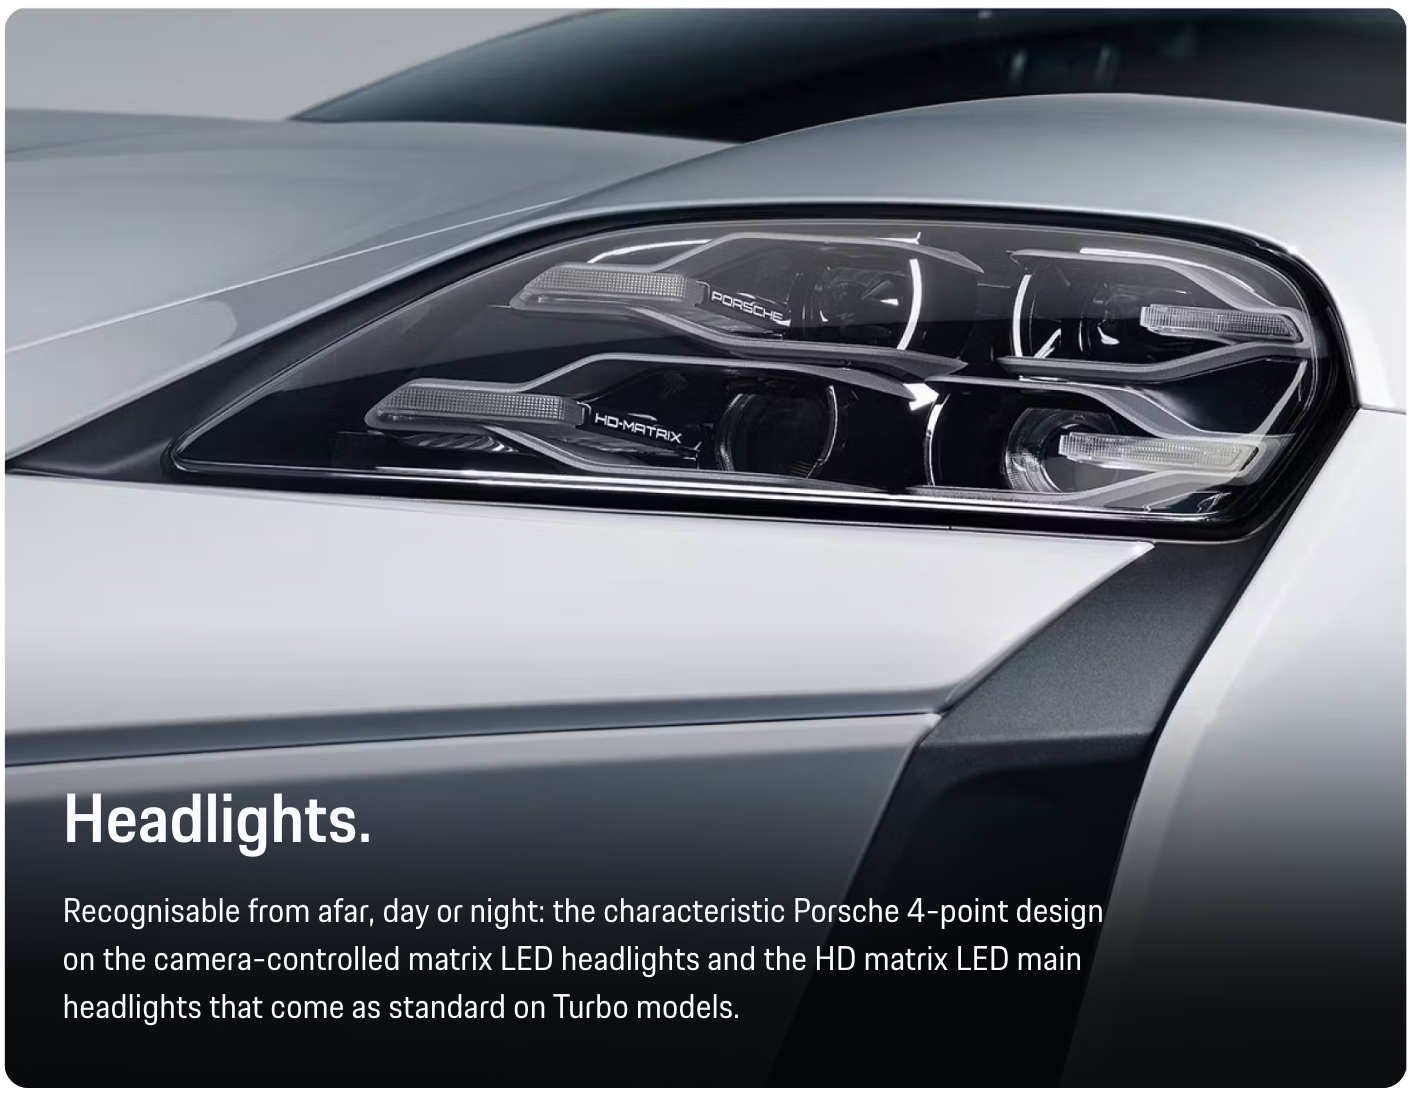 PORSCHE
HD-MATRIX
Headlights.
Recognisable from afar, day or night: the characteristic Porsche 4-point design
on the camera-controlled matrix LED headlights and the HD matrix LED main
headlights that come as standard on Turbo models.